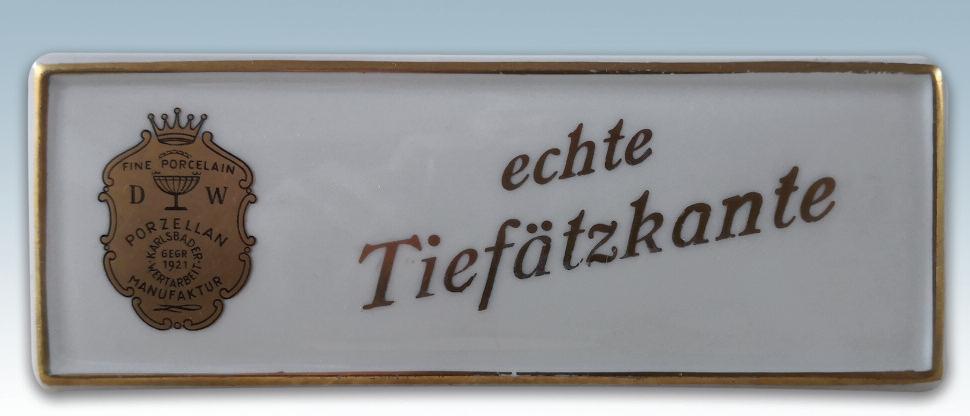 FINE PORCELAIN
D W
PORZELLAN
KARLSBADER
GEGR
1921
WERTARBEIT
MANUFAKTUR
echte
Tiefätzkante